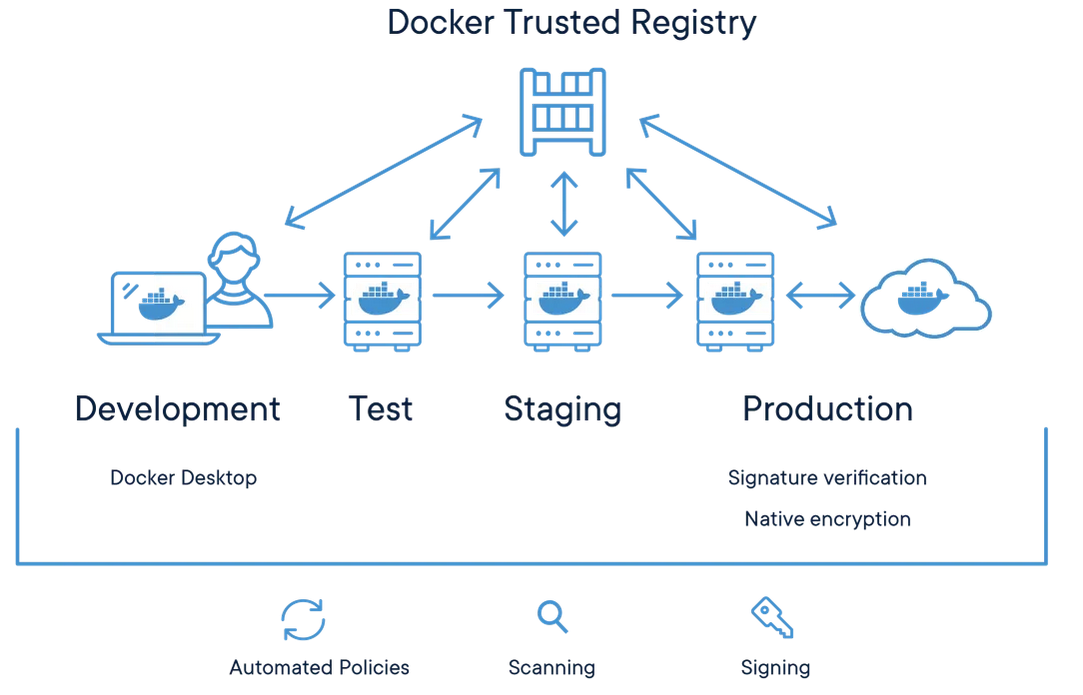 Docker Trusted Registry
Development
Test
Staging
Production
Docker Desktop
Signature verification
Native encryption
Automated Policies
Scanning
Signing